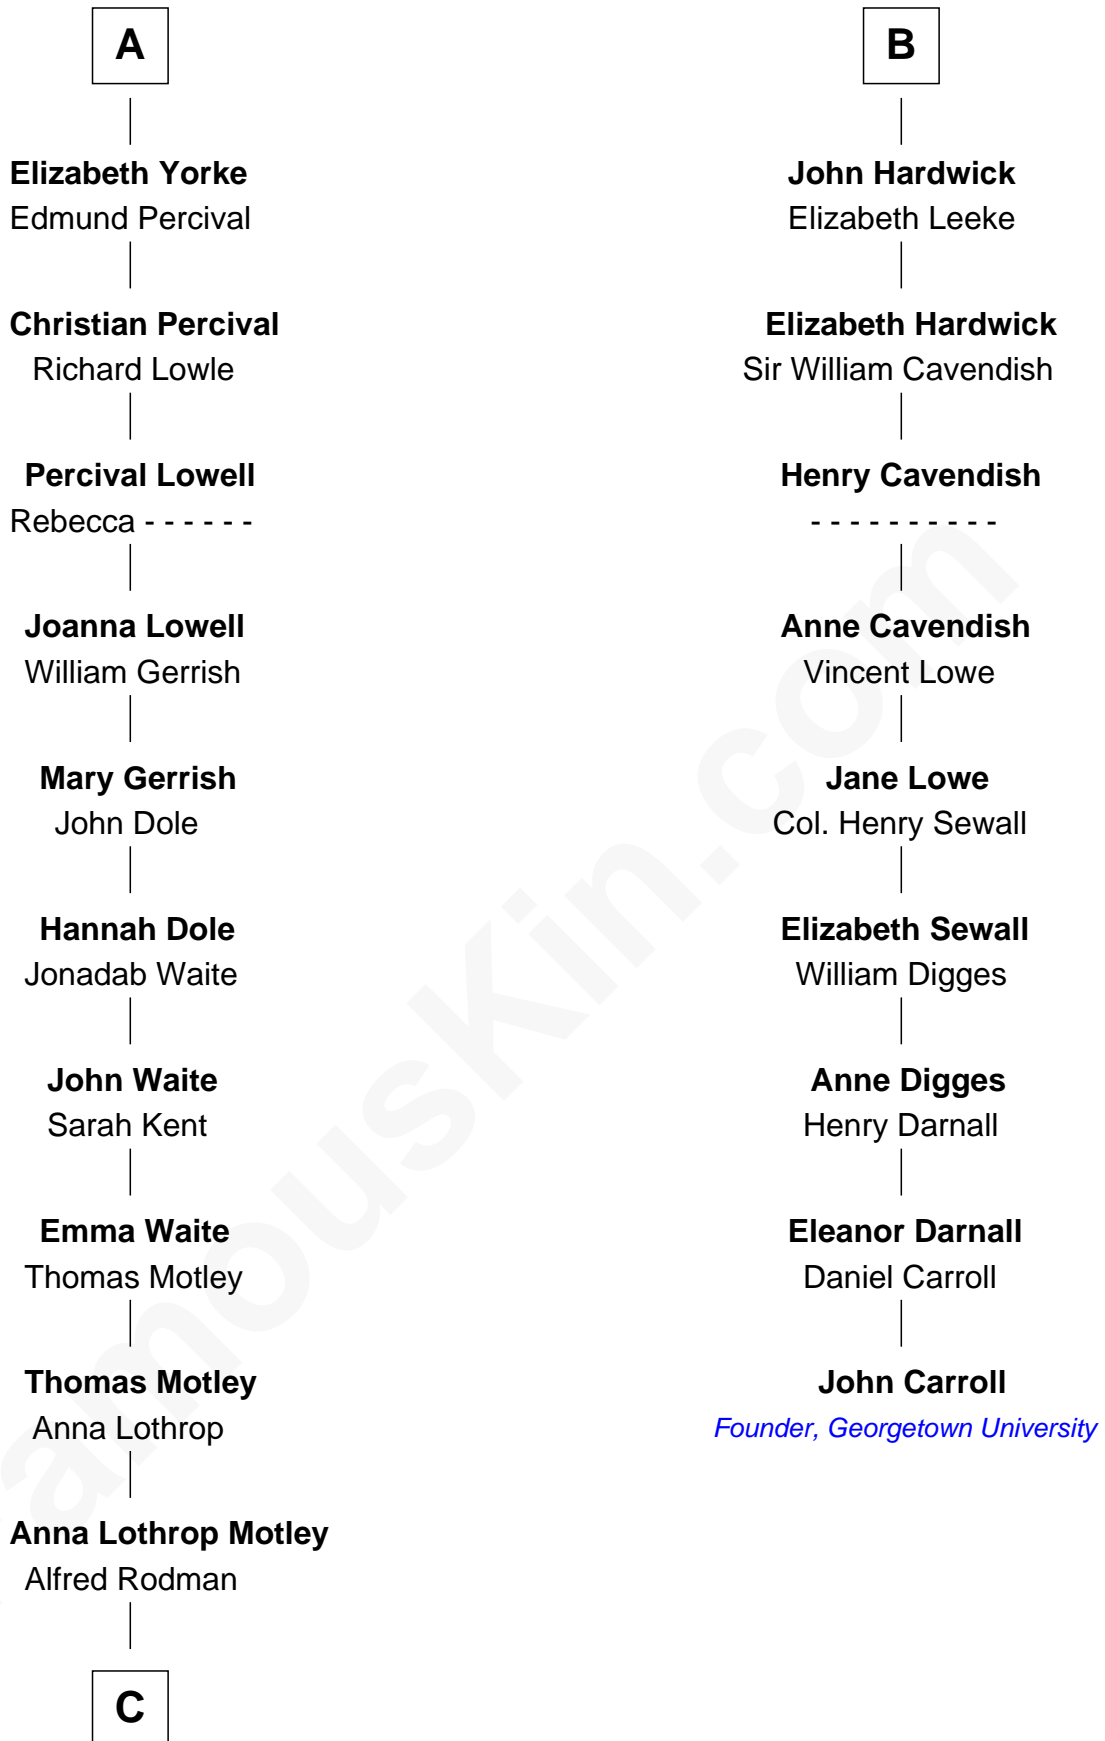 A
Elizabeth Yorke
Edmund Percival
Christian Percival
Richard Lowle
Percival Lowell
Rebecca - - - - - -
Joanna Lowell
William Gerrish
Mary Gerrish
John Dole
Hannah Dole
Jonadab Waite
John Waite
Sarah Kent
Emma Waite
Thomas Motley
Thomas Motley
Anna Lothrop
Anna Lothrop Motley
Alfred Rodman
C
B
John Hardwick
Elizabeth Leeke
Elizabeth Hardwick
Sir William Cavendish
Henry Cavendish
- - - - - - - - - -
Anne Cavendish
Vincent Lowe
Jane Lowe
Col. Henry Sewall
Elizabeth Sewall
William Digges
Anne Digges
Henry Darnall
Eleanor Darnall
Daniel Carroll
John Carroll
Founder, Georgetown University
amouskin.com